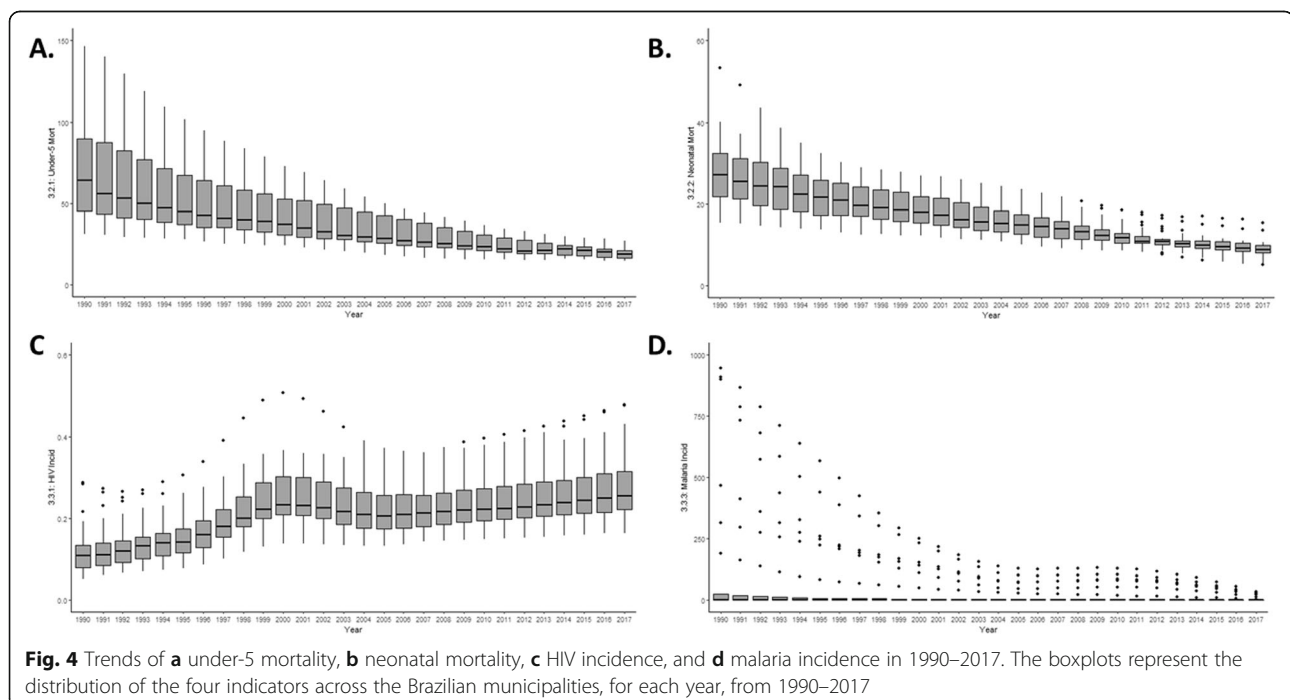 A.
150
100
50
0
3.2.1: Under-5 Mort
1990 1991 1992 1993 1994 1995 1996 1997 1998 1999 2000 2001 2002 2003 2004 2005 2006 2007 2008 2009 2010 2011 2012 2013 2014 2015 2016 2017
Year
B.
60
40
20
0
3.2.2: Neonatal Mort
1990 1991 1992 1993 1994 1995 1996 1997 1998 1999 2000 2001 2002 2003 2004 2005 2006 2007 2008 2009 2010 2011 2012 2013 2014 2015 2016 2017
Year
C
0.6
0.4
0.2
0.0
3.3.1: HIV Incid
1990 1991 1992 1993 1994 1995 1996 1997 1998 1999 2000 2001 2002 2003 2004 2005 2006 2007 2008 2009 2010 2011 2012 2013 2014 2015 2016 2017
Year
D.
1000
750
500
250
0
3.3.3: Malaria Incid
1990 1991 1992 1993 1994 1995 1996 1997 1998 1999 2000 2001 2002 2003 2004 2005 2006 2007 2008 2009 2010 2011 2012 2013 2014 2015 2016 2017
Year
Fig. 4 Trends of a under-5 mortality, b neonatal mortality, c HIV incidence, and d malaria incidence in 1990–2017. The boxplots represent the
distribution of the four indicators across the Brazilian municipalities, for each year, from 1990–2017